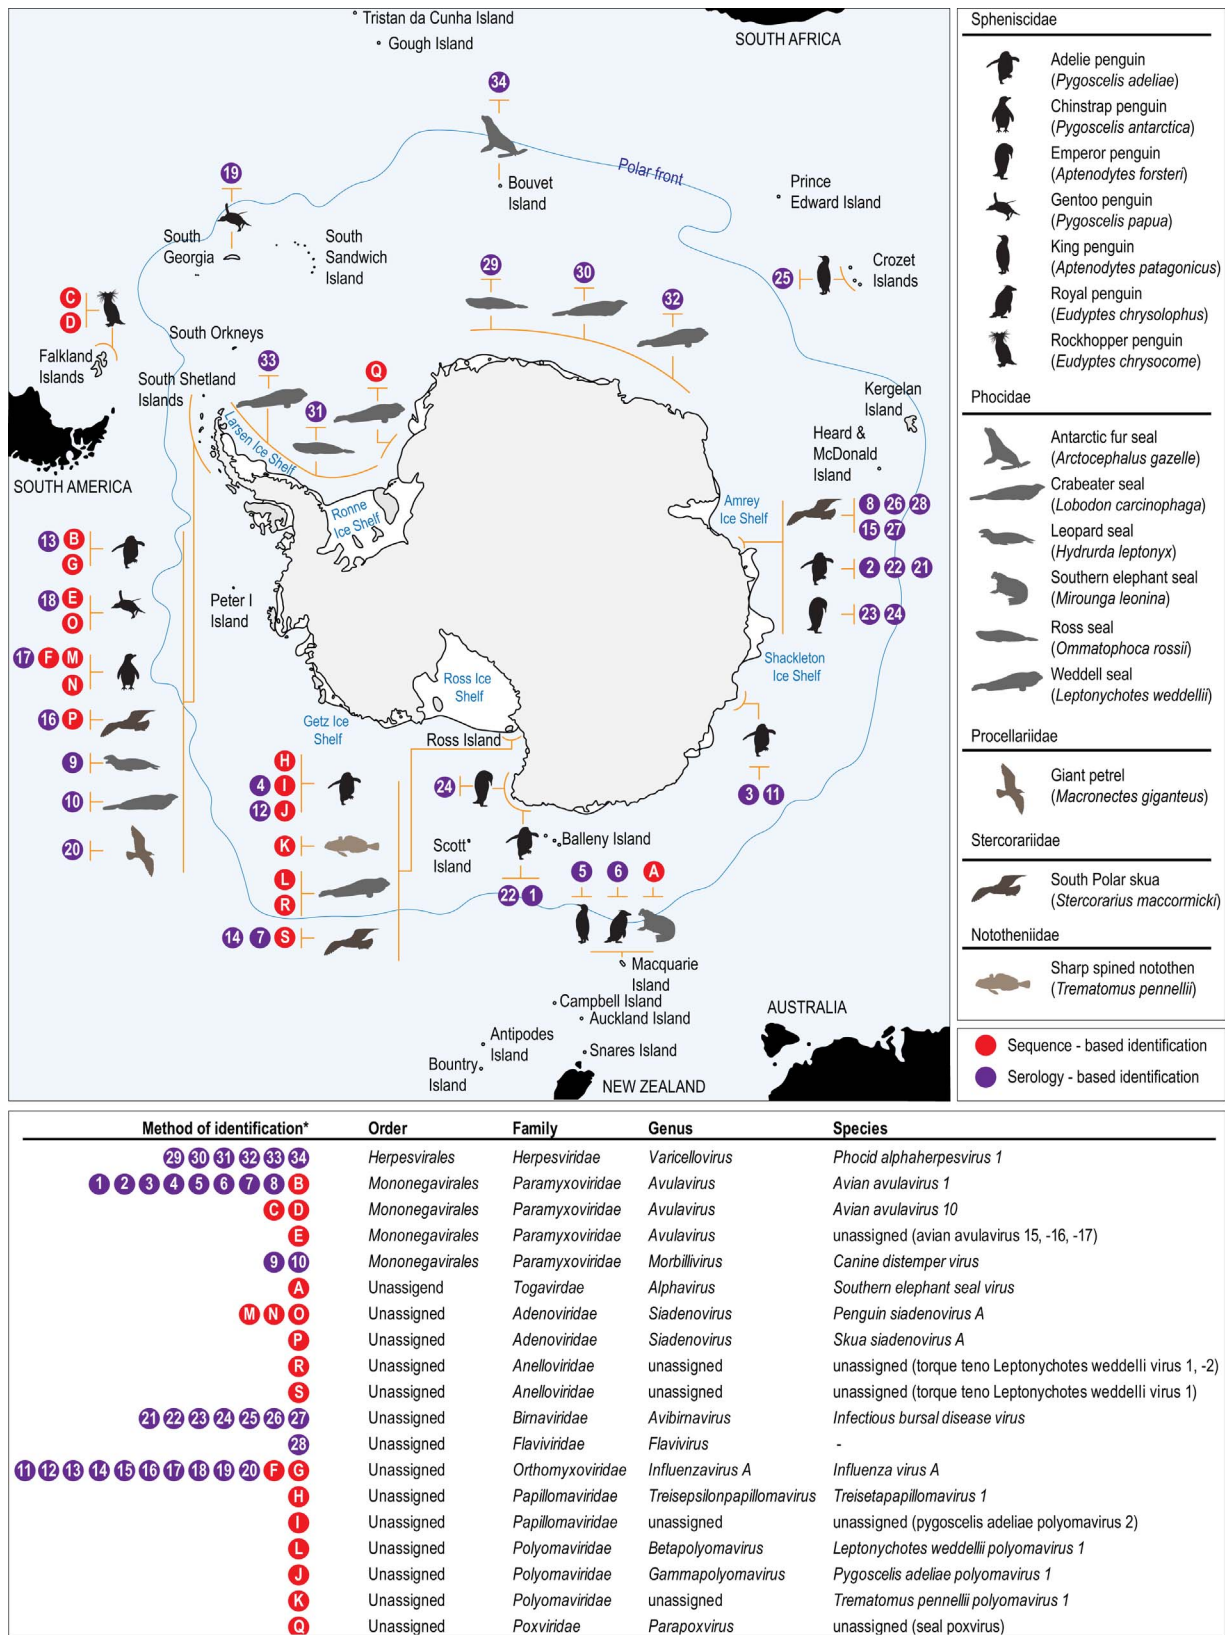 Tristan da Cunha Island
Gough Island
SOUTH AFRICA
34
Polar front
Bouvet
Island
Prince
Edward Island
19
South
Georgia
South
Sandwich
Island
29
30
32
25
Crozet
Islands
C
D
Falkland
Islands
South Orkneys
33
Q
31
South Shetland
Islands
Larsen Ice Shelf
Kergelan
Island
Heard &
McDonald
Island
SOUTH AMERICA
Ronne
Ice Shelf
Amrey
Ice Shelf
8 26 28
15 27
2 22 21
23 24
13 B
G
18 E
O
17 F M
N
16 P
9
10
20
Peter I
Island
Shackleton
Ice Shelf
Ross Ice
Shelf
Getz Ice
Shelf
Ross Island
H
4 I
12 J
K
L
R
14 7 S
24
3 11
Scott
Island
Balleny Island
22 1
5 6 A
Macquarie
Island
Campbell Island
Auckland Island
Antipodes
Island
Snares Island
Bountry
Island
NEW ZEALAND
AUSTRALIA
Spheniscidae
Adelie penguin
(Pygoscelis adeliae)
Chinstrap penguin
(Pygoscelis antarctica)
Emperor penguin
(Aptenodytes forsteri)
Gentoo penguin
(Pygoscelis papua)
King penguin
(Aptenodytes patagonicus)
Royal penguin
(Eudyptes chrysolophus)
Rockhopper penguin
(Eudyptes chrysocome)
Phocidae
Antarctic fur seal
(Arctocephalus gazelle)
Crabeater seal
(Lobodon carcinophaga)
Leopard seal
(Hydrurda leptonyx)
Southern elephant seal
(Mirounga leonina)
Ross seal
(Ommatophoca rossii)
Weddell seal
(Leptonychotes weddellii)
Procellariidae
Giant petrel
(Macronectes giganteus)
Stercorariidae
South Polar skua
(Stercorarius maccormicki)
Nototheniidae
Sharp spined notothen
(Trematomus pennellii)
Sequence - based identification
Serology - based identification
Method of identification* Order Family Genus Species
29 30 31 32 33 34 Herpesvirales Herpesviridae Varicellovirus Phocid alphaherpesvirus 1
1 2 3 4 5 6 7 8 B Mononegavirales Paramyxoviridae Avulavirus Avian avulavirus 1
C D Mononegavirales Paramyxoviridae Avulavirus Avian avulavirus 10
E Mononegavirales Paramyxoviridae Avulavirus unassigned (avian avulavirus 15, -16, -17)
9 10 Mononegavirales Paramyxoviridae Morbillivirus Canine distemper virus
A Unassigend Togavirdae Alphavirus Southern elephant seal virus
M N O Unassigned Adenoviridae Siadenovirus Penguin siadenovirus A
P Unassigned Adenoviridae Siadenovirus Skua siadenovirus A
R Unassigned Anelloviridae unassigned unassigned (torque teno Leptonychotes weddelli virus 1, -2)
S Unassigned Anelloviridae unassigned unassigned (torque teno Leptonychotes weddelli virus 1)
21 22 23 24 25 26 27 Unassigned Birnaviridae Avibirnavirus Infectious bursal disease virus
28 Unassigned Flaviviridae Flavivirus -
11 12 13 14 15 16 17 18 19 20 F G Unassigned Orthomyxoviridae Influenzavirus A Influenza virus A
H Unassigned Papillomaviridae Treisepsilonpapillomavirus Treisetapapillomavirus 1
I Unassigned Papillomaviridae unassigned unassigned (pygoscelis adeliae polyomavirus 2)
L Unassigned Polyomaviridae Betapolyomavirus Leptonychotes weddellii polyomavirus 1
J Unassigned Polyomaviridae Gammapolyomavirus Pygoscelis adeliae polyomavirus 1
K Unassigned Polyomaviridae unassigned Trematomus pennellii polyomavirus 1
Q Unassigned Poxviridae Parapoxvirus unassigned (seal poxvirus)